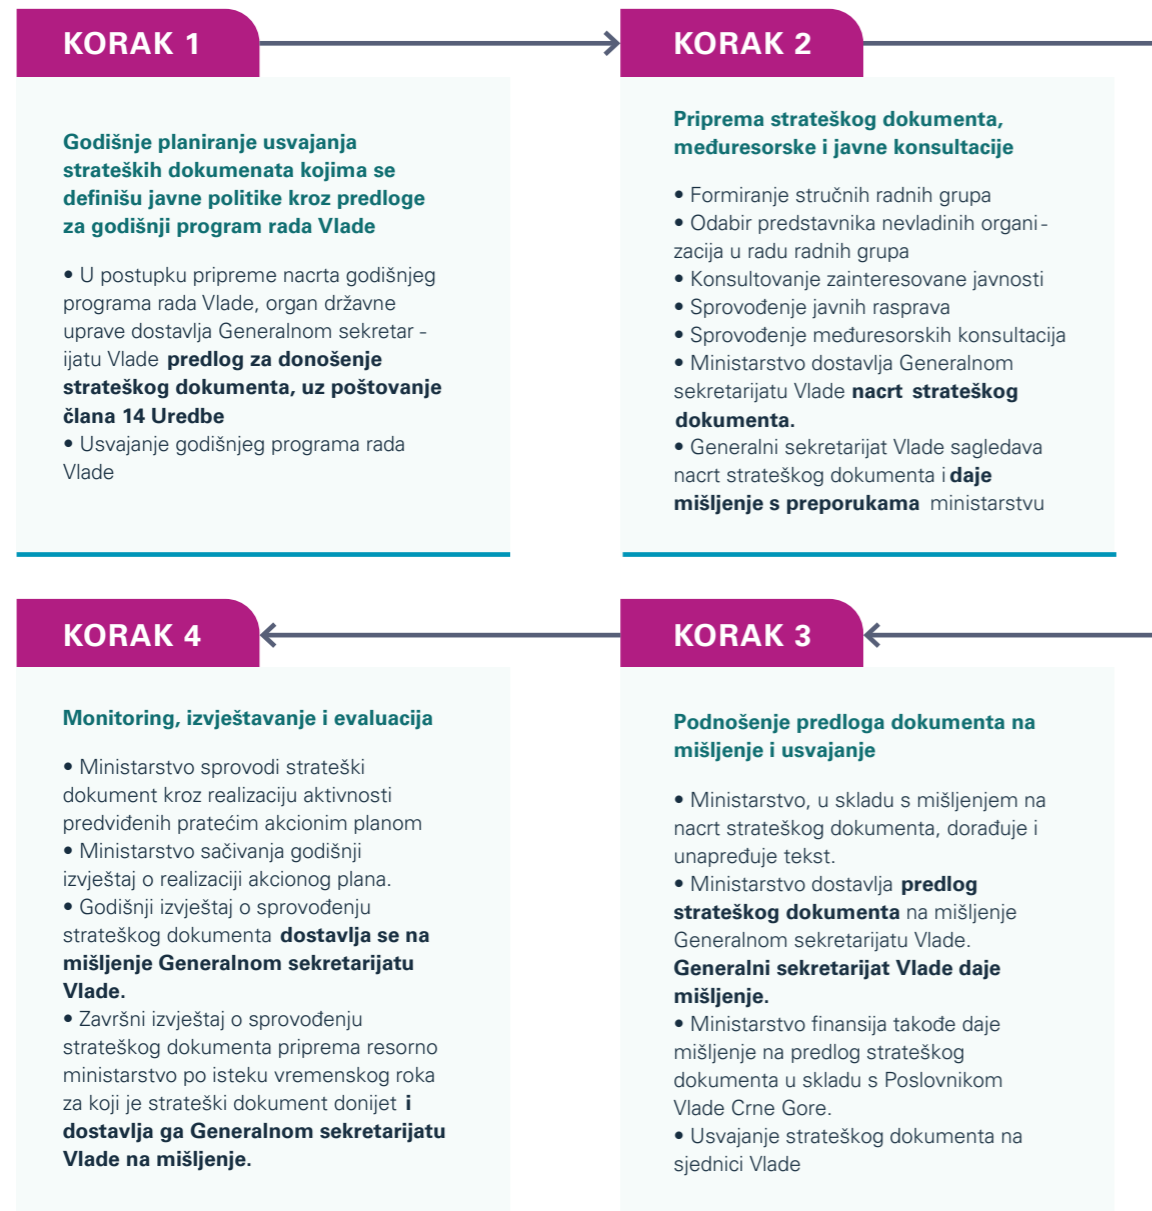 KORAK 1
Godišnje planiranje usvajanja
strateških dokumenata kojima se
definišu javne politike kroz predloge
za godišnji program rada Vlade
• U postupku pripreme nacrta godišnjeg
programa rada Vlade, organ državne
uprave dostavlja Generalnom sekretar -
ijatu Vlade predlog za donošenje
strateškog dokumenta, uz poštovanje
člana 14 Uredbe
• Usvajanje godišnjeg programa rada
Vlade
KORAK 2
Priprema strateškog dokumenta,
međuresorske i javne konsultacije
• Formiranje stručnih radnih grupa
• Odabir predstavnika nevladinih organi -
zacija u radu radnih grupa
• Konsultovanje zainteresovane javnosti
• Sprovođenje javnih rasprava
• Sprovođenje međuresorskih konsultacija
• Ministarstvo dostavlja Generalnom
sekretarijatu Vlade nacrt strateškog
dokumenta.
• Generalni sekretarijat Vlade sagledava
nacrt strateškog dokumenta i daje
mišljenje s preporukama ministarstvu
KORAK 3
Podnošenje predloga dokumenta na
mišljenje i usvajanje
• Ministarstvo, u skladu s mišljenjem na
nacrt strateškog dokumenta, dorađuje i
unapređuje tekst.
• Ministarstvo dostavlja predlog
strateškog dokumenta na mišljenje
Generalnom sekretarijatu Vlade.
Generalni sekretarijat Vlade daje
mišljenje.
• Ministarstvo finansija takođe daje
mišljenje na predlog strateškog
dokumenta u skladu s Poslovnikom
Vlade Crne Gore.
• Usvajanje strateškog dokumenta na
sjednici Vlade
KORAK 4
Monitoring, izvještavanje i evaluacija
• Ministarstvo sprovodi strateški
dokument kroz realizaciju aktivnosti
predviđenih pratećim akcionim planom
• Ministarstvo sačivanja godišnji
izvještaj o realizaciji akcionog plana.
• Godišnji izvještaj o sprovođenju
strateškog dokumenta dostavlja se na
mišljenje Generalnom sekretarijatu
Vlade.
• Završni izvještaj o sprovođenju
strateškog dokumenta priprema resorno
ministarstvo po isteku vremenskog roka
za koji je strateški dokument donijet i
dostavlja ga Generalnom sekretarijatu
Vlade na mišljenje.